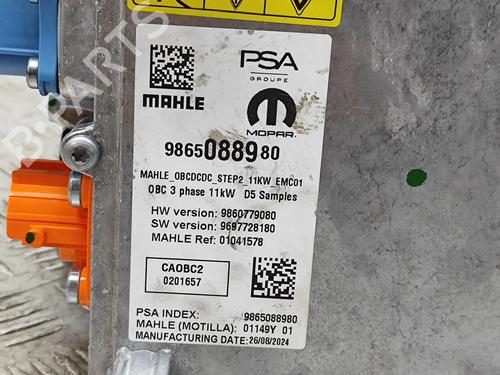 PSA
GROUPE
MAHLE
MOPAR
9865088980
MAHLE_OBCDCDC_STEP2_11KW_EMC01
OBC 3 phase 11kW D5 Samples
HW version: 9860779080
SW version: 9697728180
MAHLE Ref: 01041578
CAOBC2
0201657
PSA INDEX: 9865088980
MAHLE (MOTILLA): 01149Y 01
MANUFACTURING DATE: 26/08/2024
B-PARTS